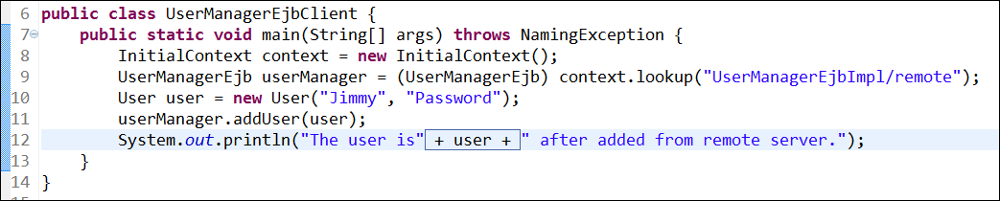 6 public class UserManagerEjbClient {
7 public static void main(String[] args) throws NamingException {
8 InitialContext context = new InitialContext();
9 UserManagerEjb userManager = (UserManagerEjb) context.lookup("UserManagerEjbImpl/remote");
10 User user = new User("Jimmy", "Password");
11 userManager.addUser(user);
12 System.out.println("The user is" + user + " after added from remote server.");
13 }
14 }